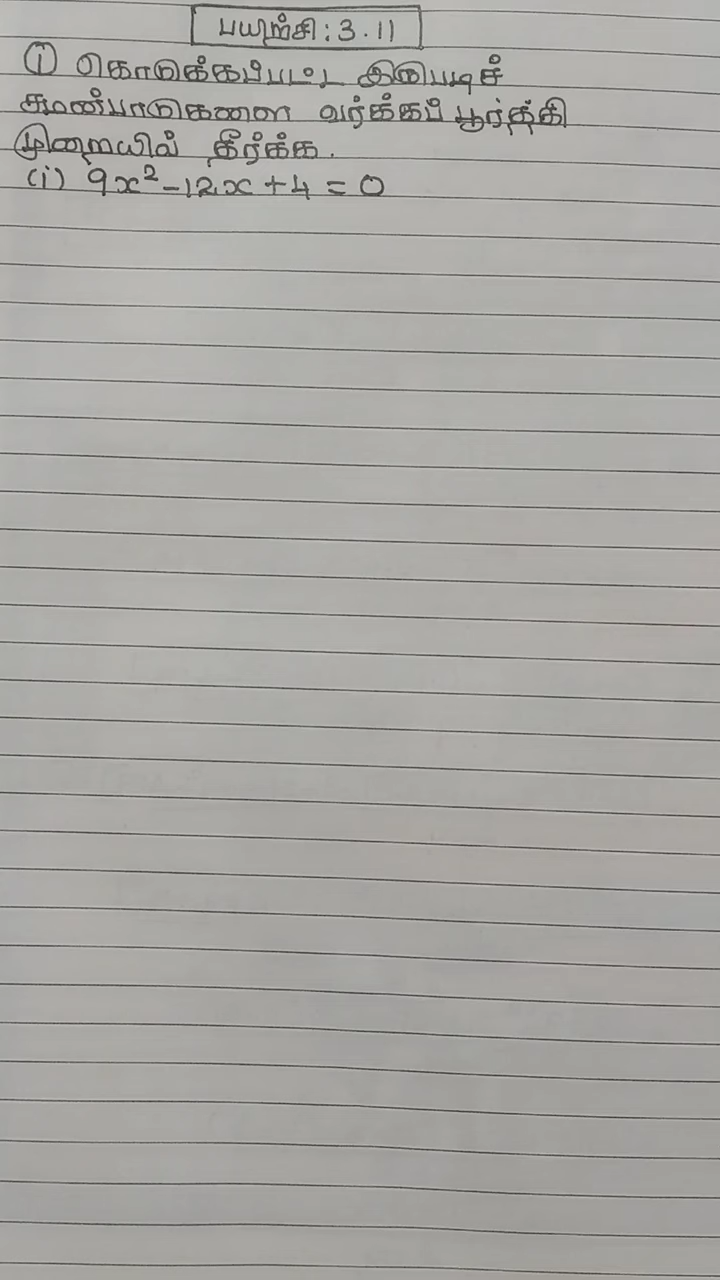 பயிற்சி : 3.11
① கொடுக்கப்பட்ட இருபடிச்
சமன்பாடுகளை வர்க்கப் பூர்த்தி
முறையில் தீர்க்க.
(i) 9x² - 12x + 4 = 0